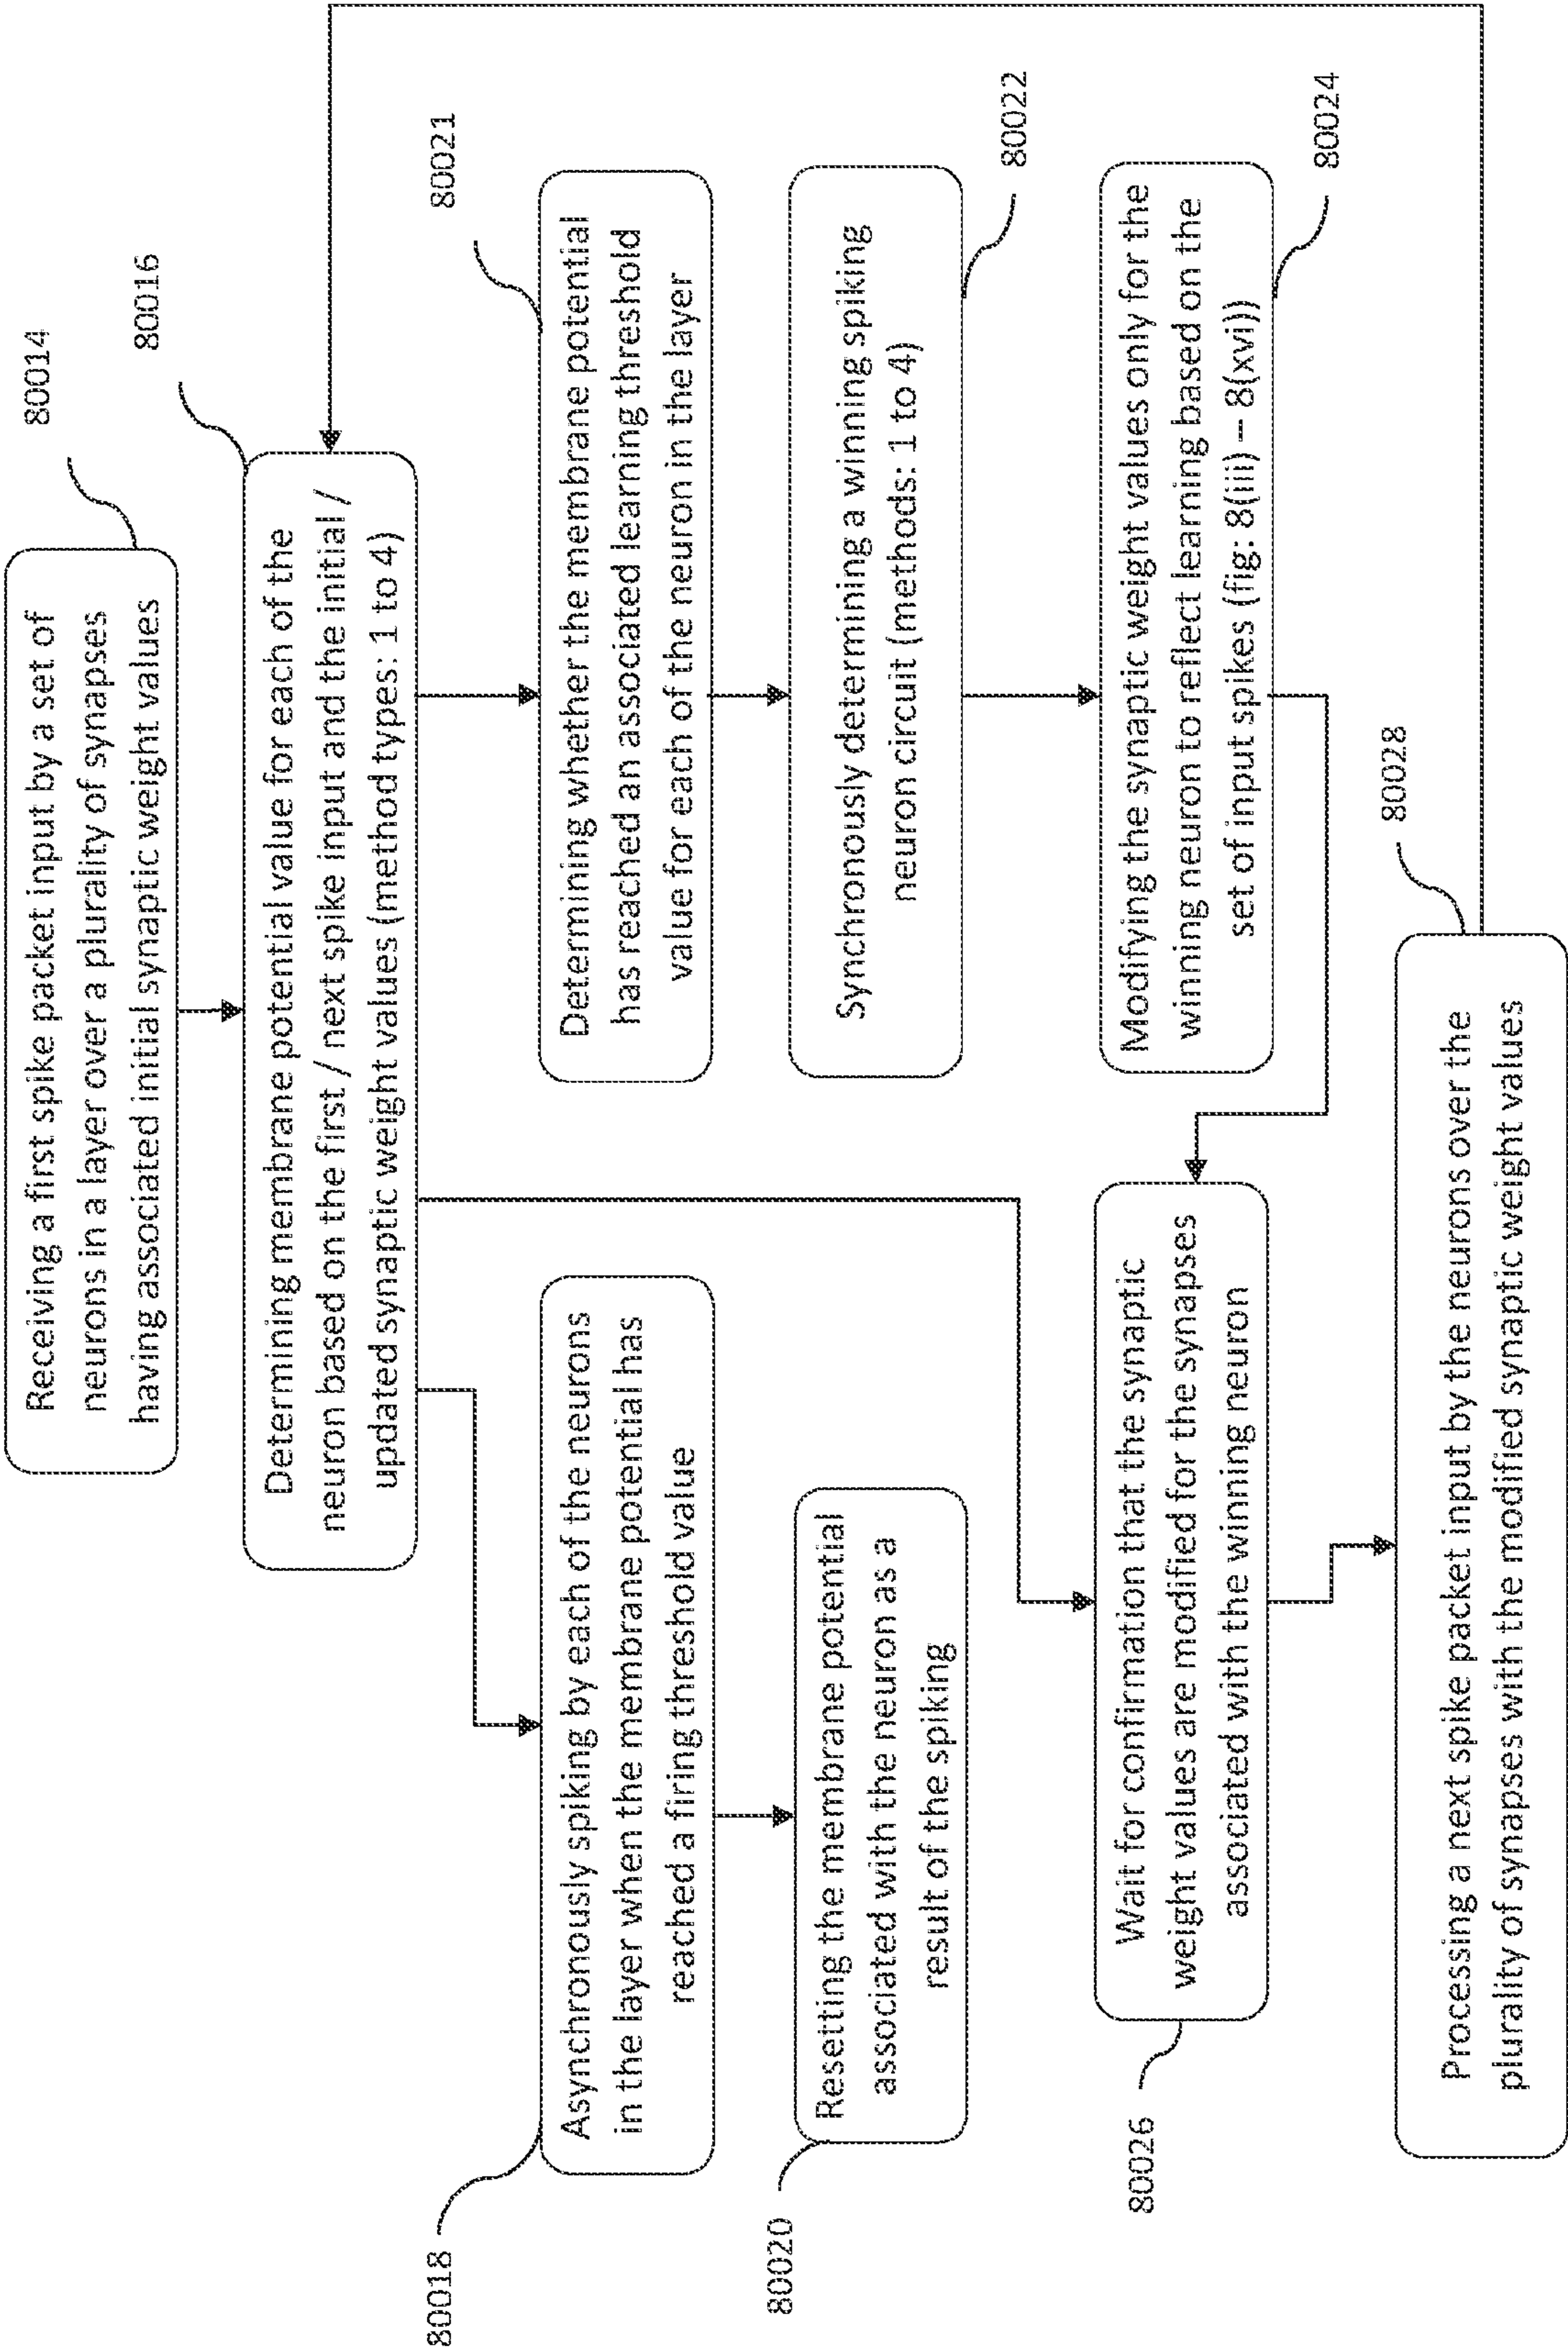 80014
Receiving a first spike packet input by a set of
neurons in a layer over a plurality of synapses
having associated initial synaptic weight values
80016
Determining membrane potential value for each of the
neuron based on the first / next spike input and the initial /
updated synaptic weight values (method types: 1 to 4)
80018
Asynchronously spiking by each of the neurons
in the layer when the membrane potential has
reached a firing threshold value
80020
Resetting the membrane potential
associated with the neuron as a
result of the spiking
80021
Determining whether the membrane potential
has reached an associated learning threshold
value for each of the neuron in the layer
80022
Synchronously determining a winning spiking
neuron circuit (methods: 1 to 4)
80024
Modifying the synaptic weight values only for the
winning neuron to reflect learning based on the
set of input spikes (fig: 8(iii) – 8(xvi))
80026
Wait for confirmation that the synaptic
weight values are modified for the synapses
associated with the winning neuron
80028
Processing a next spike packet input by the neurons over the
plurality of synapses with the modified synaptic weight values